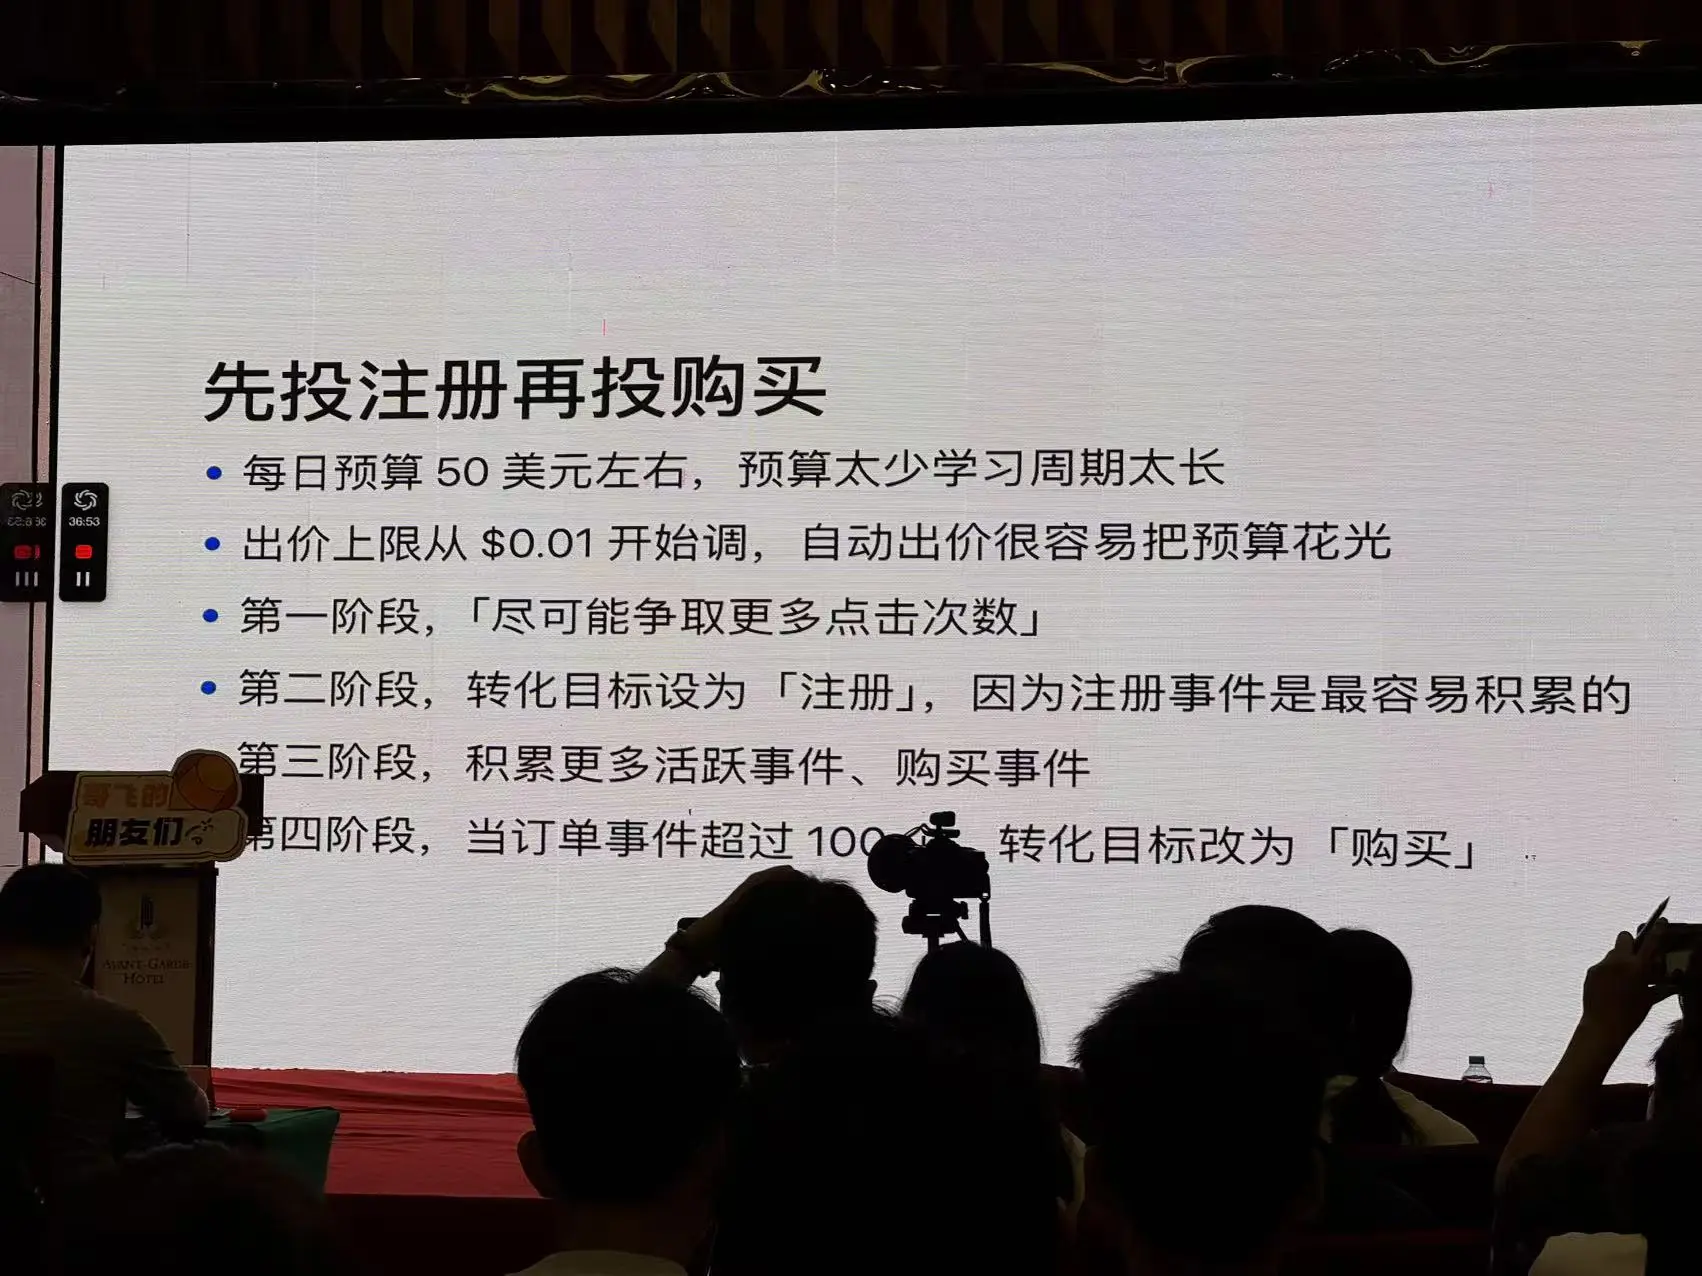 先投注册再投购买
每日预算 50 美元左右，预算太少学习周期太长
出价上限从 $0.01 开始调，自动出价很容易把预算花光
第一阶段，「尽可能争取更多点击次数」
第二阶段，转化目标设为「注册」，因为注册事件是最容易积累的
第三阶段，积累更多活跃事件、购买事件
第四阶段，当订单事件超过 100 转化目标改为「购买」
36:53
哥飞的
朋友们
AVANT-GARDE
HOTEL